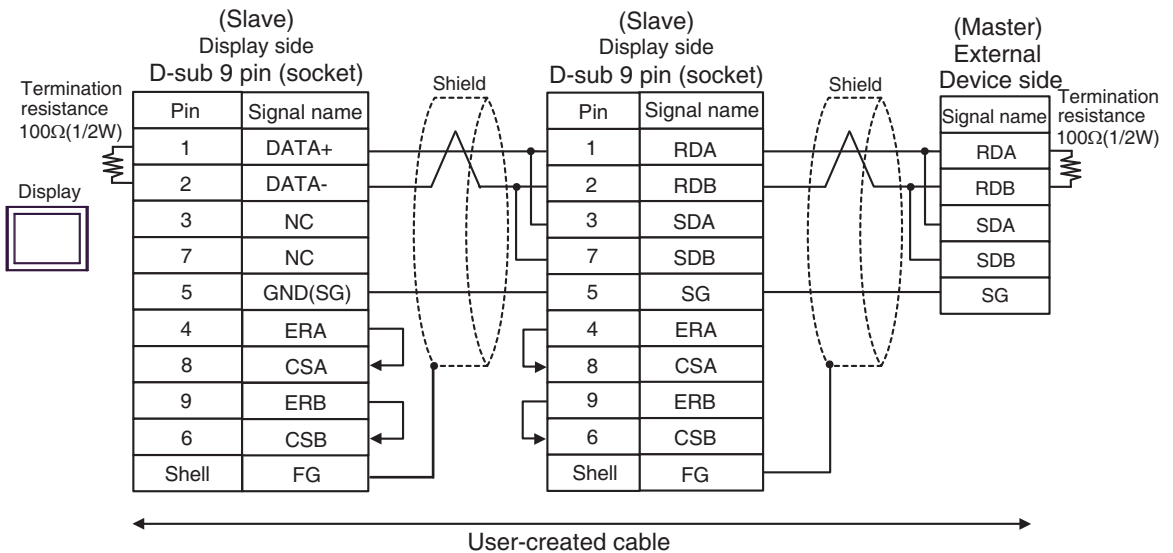 (Slave)
Display side
D-sub 9 pin (socket)
Termination
resistance
100Ω(1/2W)
Display
Pin Signal name
1 DATA+
2 DATA-
3 NC
7 NC
5 GND(SG)
4 ERA
8 CSA
9 ERB
6 CSB
Shell FG
Shield
(Slave)
Display side
D-sub 9 pin (socket)
Pin Signal name
1 RDA
2 RDB
3 SDA
7 SDB
5 SG
4 ERA
8 CSA
9 ERB
6 CSB
Shell FG
Shield
(Master)
External
Device side
Signal name
RDA
RDB
SDA
SDB
SG
Termination
resistance
100Ω(1/2W)
User-created cable